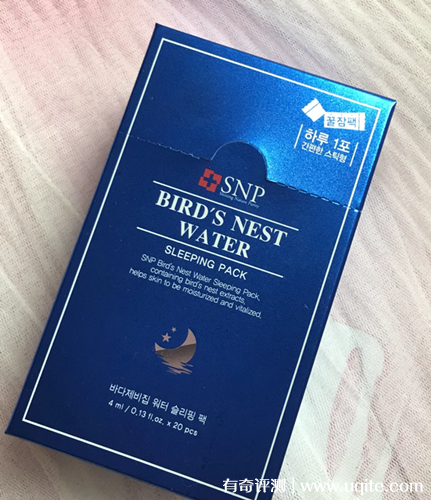 꿀잠팩
하루 1포
간편한 스틱형
SNP
BIRD'S NEST
WATER
SLEEPING PACK
SNP Bird's Nest Water Sleeping Pack,
containing bird's nest extracts,
helps skin to be moisturized and vitalized.
바다제비집 워터 슬리핑 팩
4 ml / 0.13 fl.oz. x 20 pcs
有奇评测 | www.uqite.com